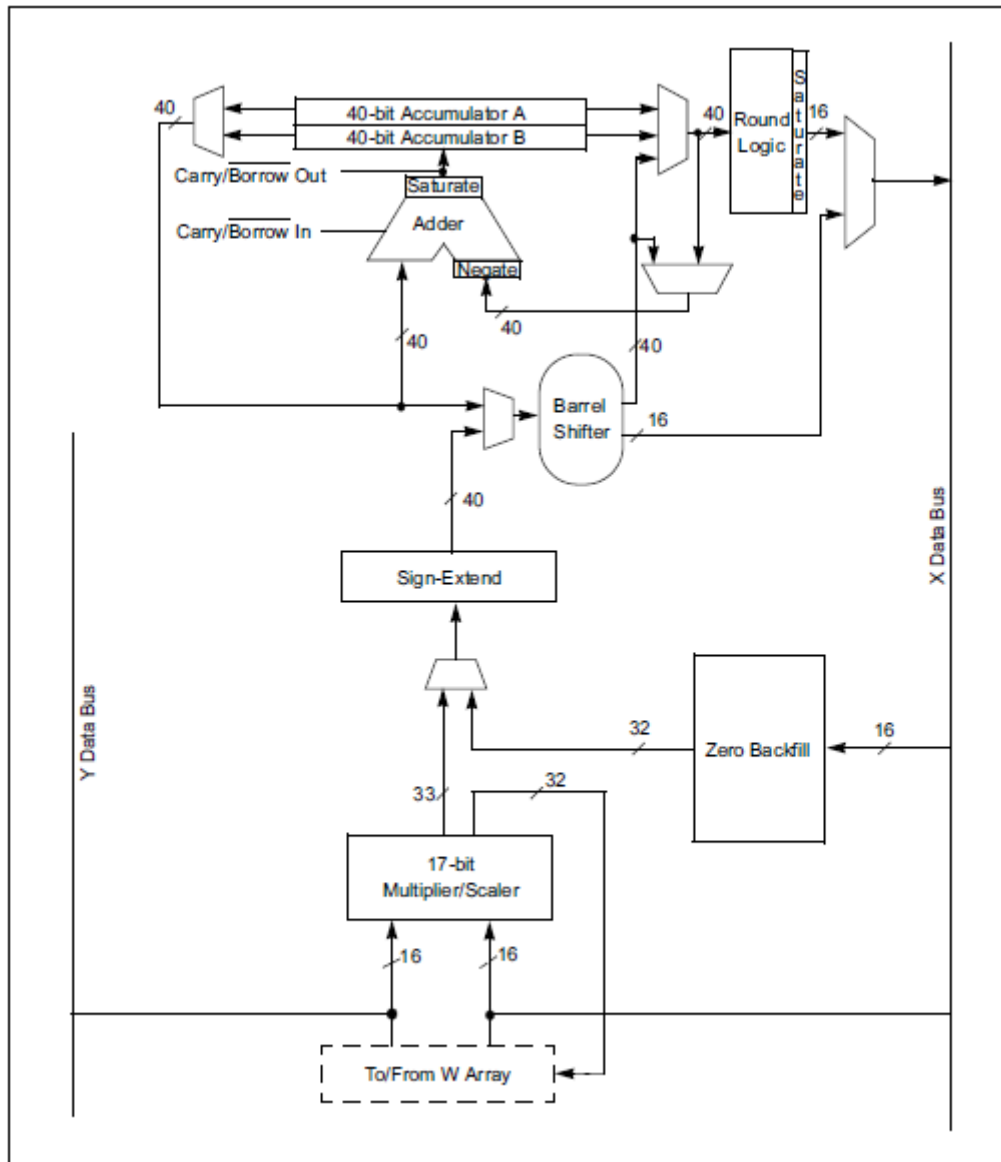 40
40-bit Accumulator A
40-bit Accumulator B
40
Round
Logic
Saturate
16
Carry/Borrow Out
Saturate
Carry/Borrow In
Adder
Negate
40
40
40
Barrel
Shifter
16
40
X Data Bus
Sign-Extend
Y Data Bus
32
Zero Backfill
16
33
32
17-bit
Multiplier/Scaler
16
16
To/From W Array